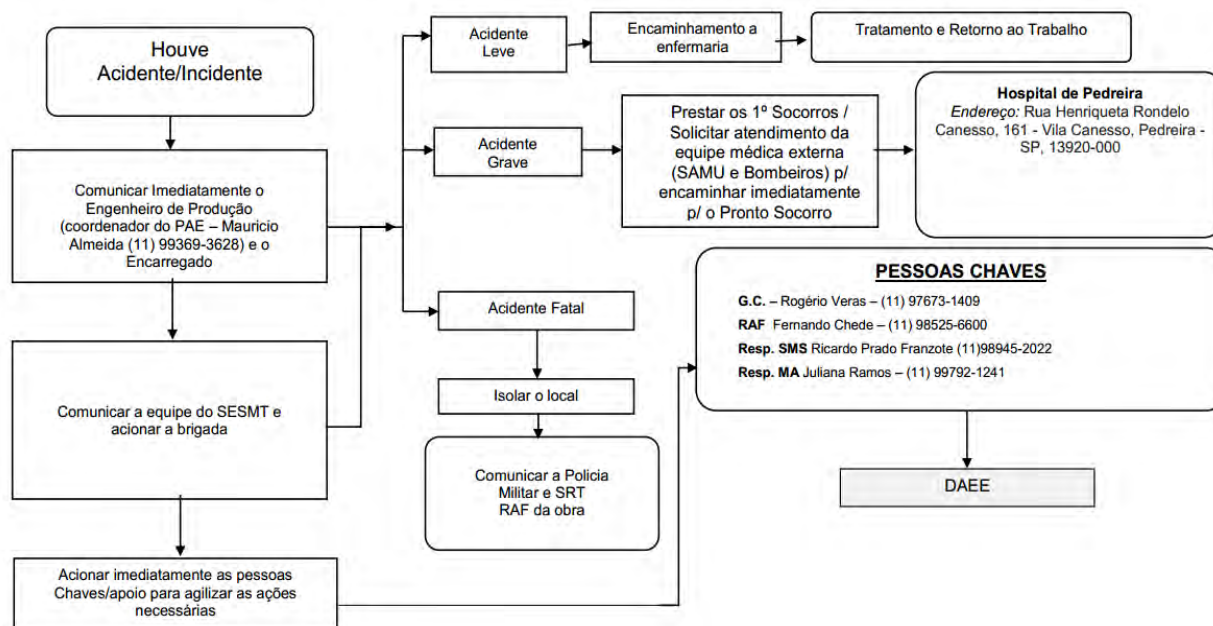 Houve
Acidente/Incidente
Comunicar Imediatamente o
Engenheiro de Produção
(coordenador do PAE – Mauricio
Almeida (11) 99369-3628) e o
Encarregado
Comunicar a equipe do SESMT e
acionar a brigada
Acionar imediatamente as pessoas
Chaves/apoio para agilizar as ações
necessárias
Acidente
Leve
Encaminhamento a
enfermaria
Tratamento e Retorno ao Trabalho
Acidente
Grave
Prestar os 1º Socorros /
Solicitar atendimento da
equipe médica externa
(SAMU e Bombeiros) p/
encaminhar imediatamente
p/ o Pronto Socorro
Hospital de Pedreira
Endereço: Rua Henriqueta Rondelo
Canesso, 161 - Vila Canesso, Pedreira -
SP, 13920-000
Acidente Fatal
Isolar o local
Comunicar a Policia
Militar e SRT
RAF da obra
PESSOAS CHAVES
G.C. – Rogério Veras – (11) 97673-1409
RAF Fernando Chede – (11) 98525-6600
Resp. SMS Ricardo Prado Franzote (11)98945-2022
Resp. MA Juliana Ramos – (11) 99792-1241
DAEE